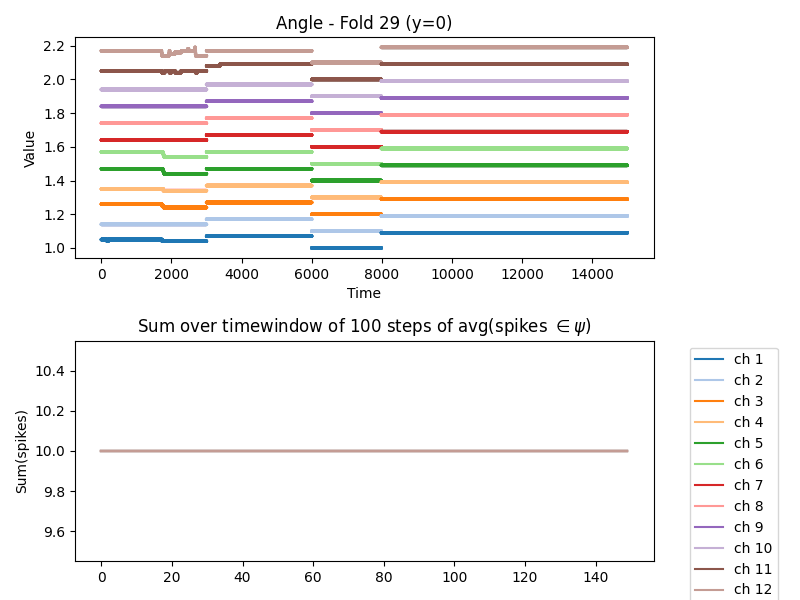 Angle - Fold 29 (y=0)
2.2
2.0
1.8
1.6
1.4
1.2
1.0
Value
0 2000 4000 6000 8000 10000 12000 14000
Time
Sum over timewindow of 100 steps of avg(spikes ∈ ψ)
10.4
10.2
10.0
9.8
9.6
Sum(spikes)
0 20 40 60 80 100 120 140
ch 1
ch 2
ch 3
ch 4
ch 5
ch 6
ch 7
ch 8
ch 9
ch 10
ch 11
ch 12